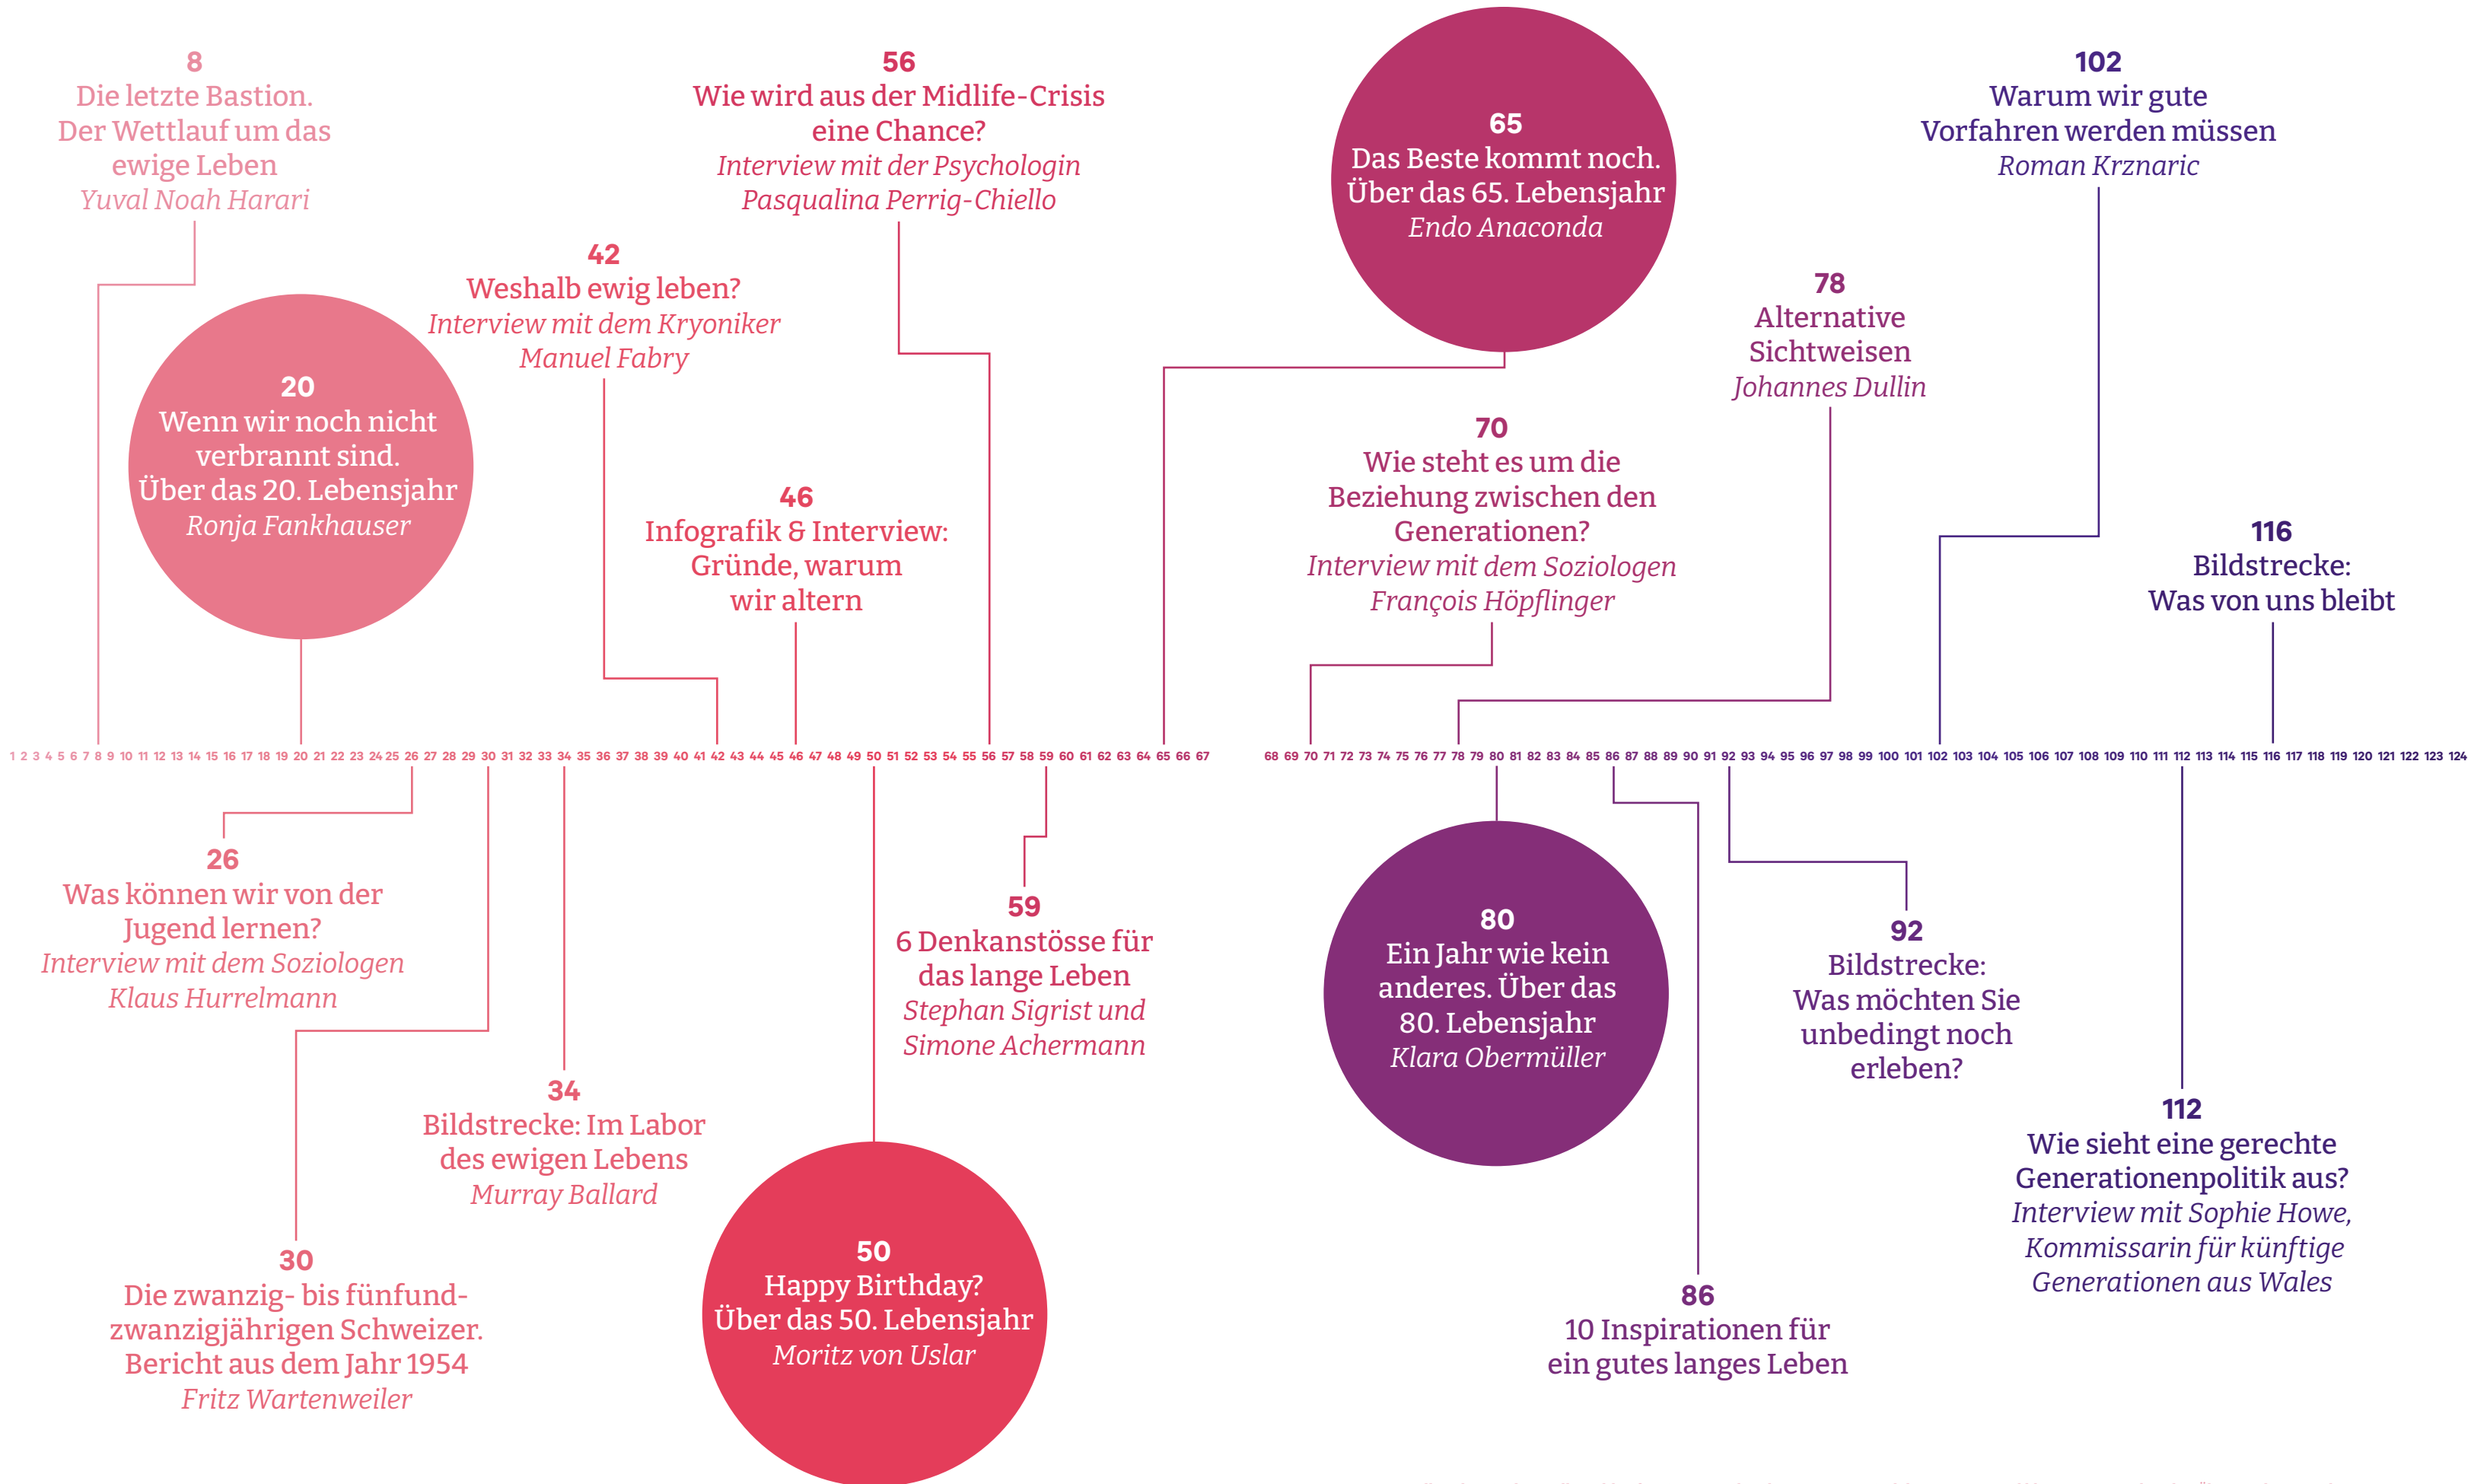 8
Die letzte Bastion.
Der Wettlauf um das
ewige Leben
Yuval Noah Harari
20
Wenn wir noch nicht
verbrannt sind.
Über das 20. Lebensjahr
Ronja Fankhauser
42
Weshalb ewig leben?
Interview mit dem Kryoniker
Manuel Fabry
46
Infografik & Interview:
Gründe, warum
wir altern
56
Wie wird aus der Midlife-Crisis
eine Chance?
Interview mit der Psychologin
Pasqualina Perrig-Chiello
65
Das Beste kommt noch.
Über das 65. Lebensjahr
Endo Anaconda
70
Wie steht es um die
Beziehung zwischen den
Generationen?
Interview mit dem Soziologen
François Höpflinger
78
Alternative
Sichtweisen
Johannes Dullin
102
Warum wir gute
Vorfahren werden müssen
Roman Krznaric
116
Bildstrecke:
Was von uns bleibt
1 2 3 4 5 6 7 8 9 10 11 12 13 14 15 16 17 18 19 20 21 22 23 24 25 26 27 28 29 30 31 32 33 34 35 36 37 38 39 40 41 42 43 44 45 46 47 48 49 50 51 52 53 54 55 56 57 58 59 60 61 62 63 64 65 66 67 68 69 70 71 72 73 74 75 76 77 78 79 80 81 82 83 84 85 86 87 88 89 90 91 92 93 94 95 96 97 98 99 100 101 102 103 104 105 106 107 108 109 110 111 112 113 114 115 116 117 118 119 120 121 122 123 124
26
Was können wir von der
Jugend lernen?
Interview mit dem Soziologen
Klaus Hurrelmann
30
Die zwanzig- bis fünfund-
zwanzigjährigen Schweizer.
Bericht aus dem Jahr 1954
Fritz Wartenweiler
34
Bildstrecke: Im Labor
des ewigen Lebens
Murray Ballard
50
Happy Birthday?
Über das 50. Lebensjahr
Moritz von Uslar
59
6 Denkanstösse für
das lange Leben
Stephan Sigrist und
Simone Achermann
80
Ein Jahr wie kein
anderes. Über das
80. Lebensjahr
Klara Obermüller
86
10 Inspirationen für
ein gutes langes Leben
92
Bildstrecke:
Was möchten Sie
unbedingt noch
erleben?
112
Wie sieht eine gerechte
Generationenpolitik aus?
Interview mit Sophie Howe,
Kommissarin für künftige
Generationen aus Wales